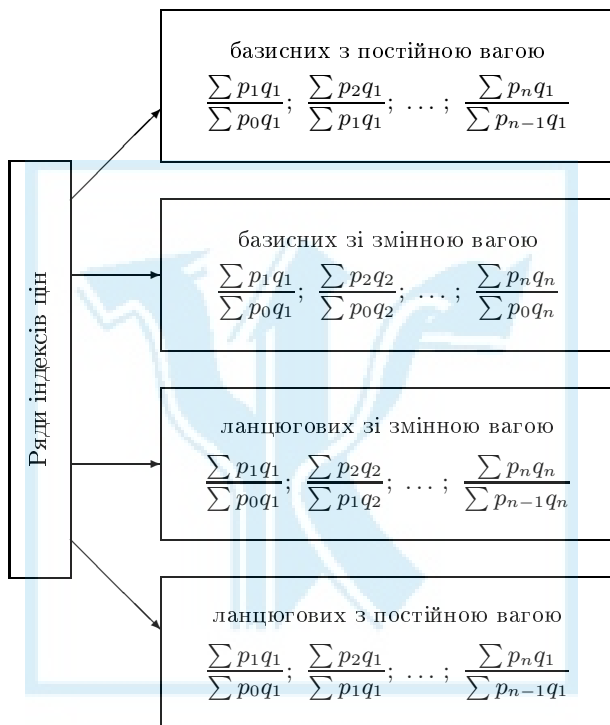 базисних з постійною вагою
∑ p₁q₁ / ∑ p₀q₁ ; ∑ p₂q₁ / ∑ p₁q₁ ; … ; ∑ pₙq₁ / ∑ pₙ₋₁q₁
базисних зі змінною вагою
∑ p₁q₁ / ∑ p₀q₁ ; ∑ p₂q₂ / ∑ p₀q₂ ; … ; ∑ pₙqₙ / ∑ p₀qₙ
Ряди індексів цін
ланцюгових зі змінною вагою
∑ p₁q₁ / ∑ p₀q₁ ; ∑ p₂q₂ / ∑ p₁q₂ ; … ; ∑ pₙqₙ / ∑ pₙ₋₁qₙ
ланцюгових з постійною вагою
∑ p₁q₁ / ∑ p₀q₁ ; ∑ p₂q₁ / ∑ p₁q₁ ; … ; ∑ pₙq₁ / ∑ pₙ₋₁q₁